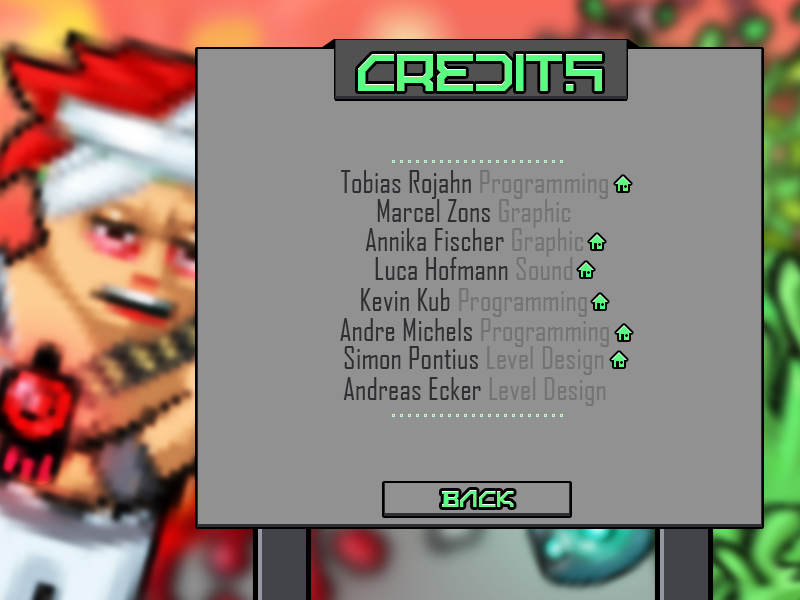 CREDITS
Tobias Rojahn Programming
Marcel Zons Graphic
Annika Fischer Graphic
Luca Hofmann Sound
Kevin Kub Programming
Andre Michels Programming
Simon Pontius Level Design
Andreas Ecker Level Design
BACK